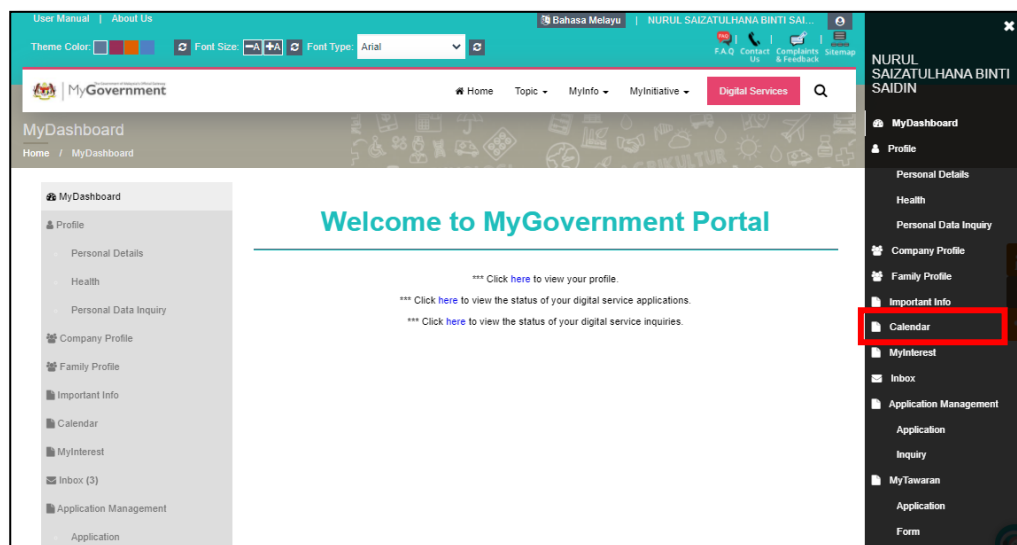 User Manual | About Us
Bahasa Melayu | NURUL SAIZATULHANA BINTI SAI...
Theme Color: Font Size: -A +A Font Type: Arial
F.A.Q Contact Us Complaints & Feedback Sitemap
MyGovernment
Home Topic MyInfo MyInitiative Digital Services
MyDashboard
Home / MyDashboard
MyDashboard
Profile
Personal Details
Health
Personal Data Inquiry
Company Profile
Family Profile
Important Info
Calendar
MyInterest
Inbox (3)
Application Management
Application
Welcome to MyGovernment Portal
*** Click here to view your profile.
*** Click here to view the status of your digital service applications.
*** Click here to view the status of your digital service inquiries.
NURUL
SAIZATULHANA BINTI
SAIDIN
MyDashboard
Profile
Personal Details
Health
Personal Data Inquiry
Company Profile
Family Profile
Important Info
Calendar
MyInterest
Inbox
Application Management
Application
Inquiry
MyTawaran
Application
Form